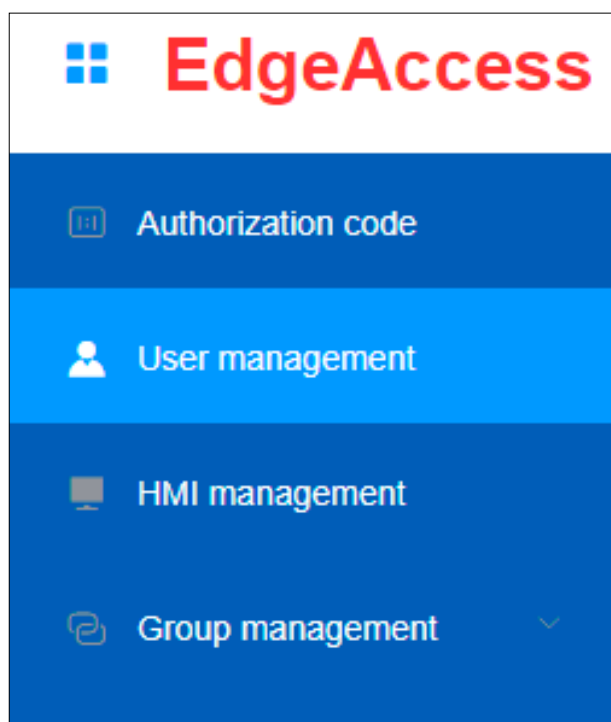 EdgeAccess
Authorization code
User management
HMI management
Group management